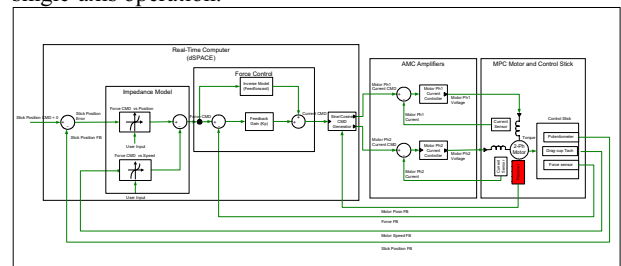 single-axis operation.
Real-Time Computer
(dSPACE)
AMC Amplifiers
MPC Motor and Control Stick
Force Control
Impedance Model
Inverse Model
(Feedforward)
Feedback
Gain (Kp)
Force CMD vs Position
Force CMD vs Speed
User Input
User Input
Stick Position CMD = 0
Stick Position
Error
Stick Position FB
Force CMD
Current CMD
CMD
Generation
Motor Ph1
Current CMD
Motor Ph1
Current
Controller
Motor Ph1
Voltage
Motor Ph1
Current
Motor Ph2
Current CMD
Motor Ph2
Current
Controller
Motor Ph2
Voltage
Motor Ph2
Current
Current
Sensor
2-Ph
Motor
Torque
Control Stick
Potentiometer
Drag-cup Tach
Force sensor
Motor Posn FB
Force FB
Motor Speed FB
Stick Position FB